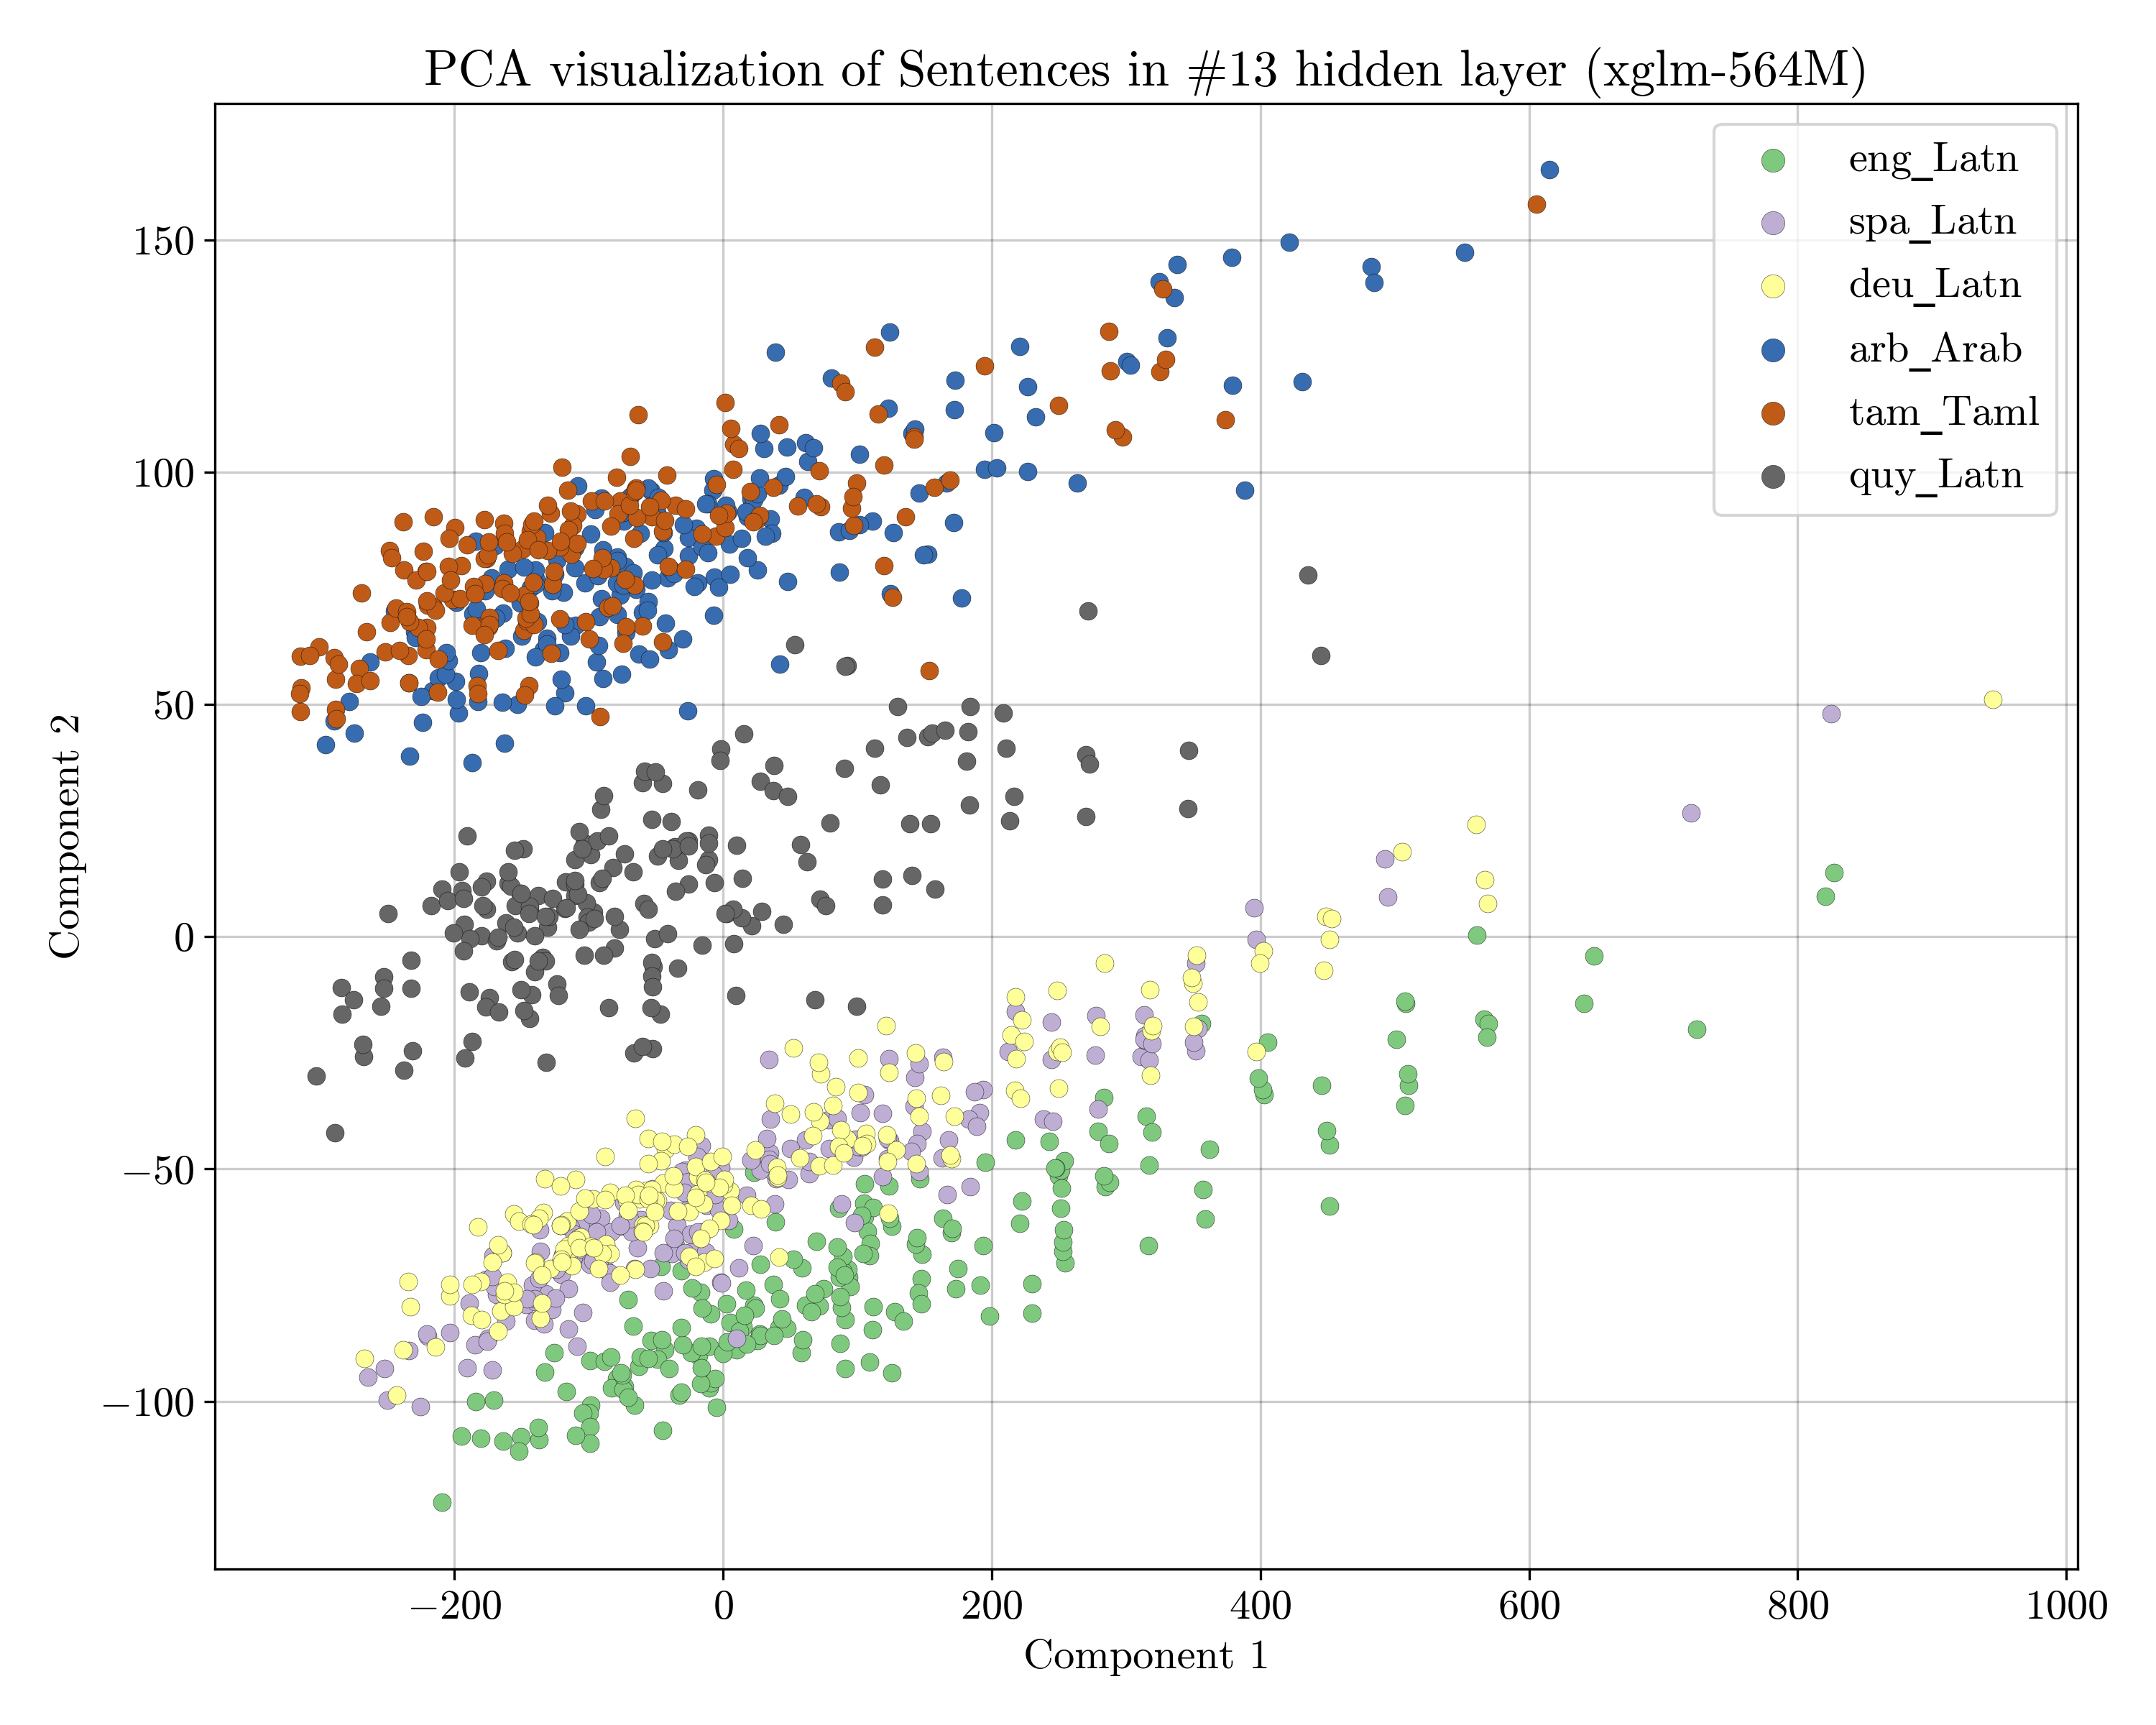 PCA visualization of Sentences in #13 hidden layer (xglm-564M)
eng_Latn
spa_Latn
deu_Latn
arb_Arab
tam_Taml
quy_Latn
150
100
50
0
−50
−100
Component 2
−200
0
200
400
600
800
1000
Component 1